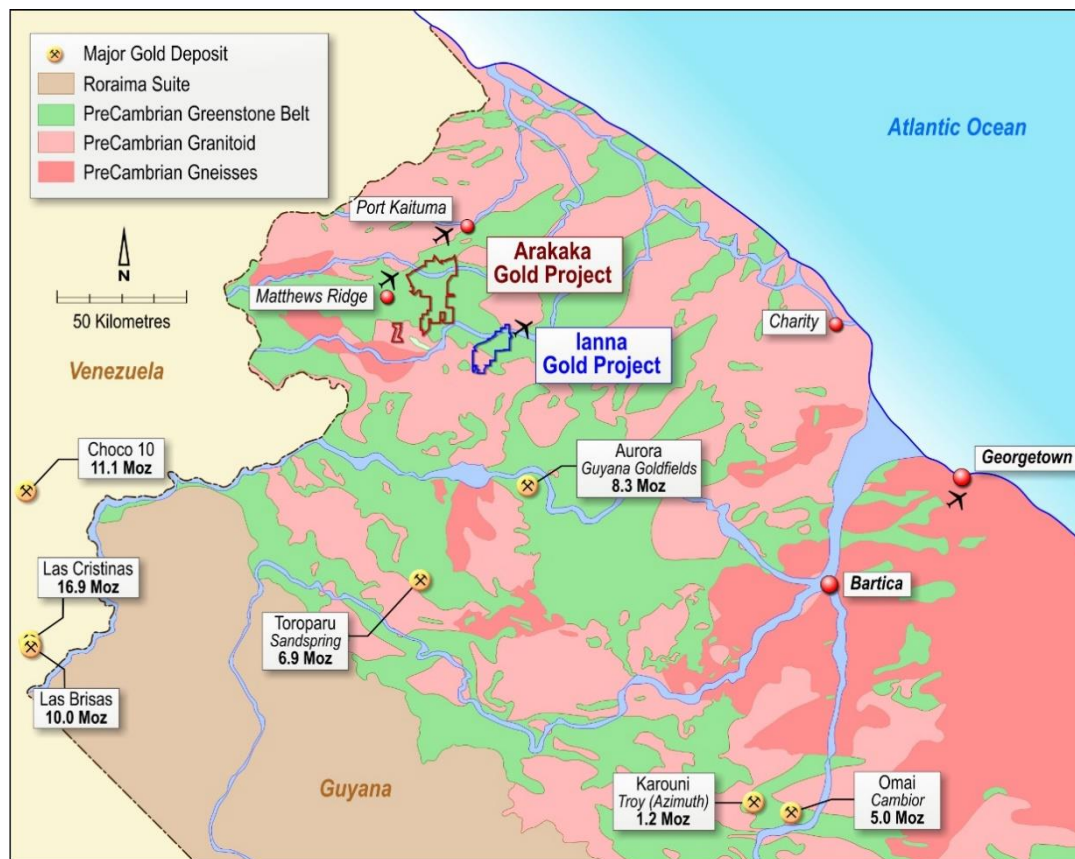 Major Gold Deposit
Roraima Suite
PreCambrian Greenstone Belt
PreCambrian Granitoid
PreCambrian Gneisses
N
50 Kilometres
Atlantic Ocean
Port Kaituma
Arakaka
Gold Project
Matthews Ridge
Ianna
Gold Project
Charity
Venezuela
Choco 10
11.1 Moz
Aurora
Guyana Goldfields
8.3 Moz
Georgetown
Las Cristinas
16.9 Moz
Bartica
Toroparu
Sandspring
6.9 Moz
Las Brisas
10.0 Moz
Guyana
Karouni
Troy (Azimuth)
1.2 Moz
Omai
Cambior
5.0 Moz